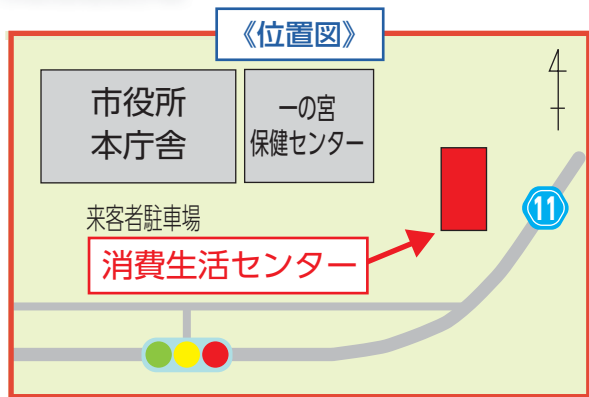 《位置図》
市役所
本庁舎
一の宮
保健センター
来客者駐車場
消費生活センター
11